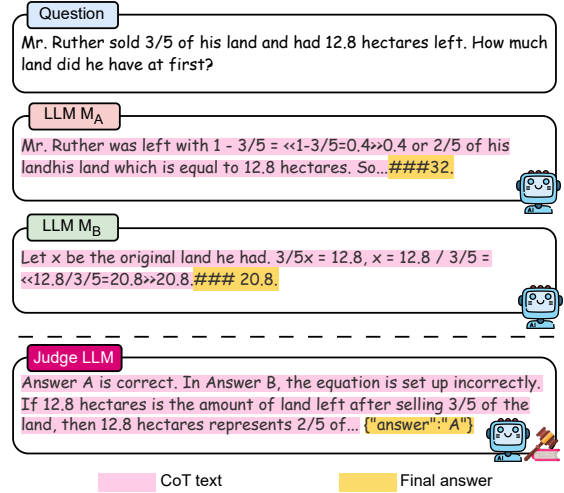 Question
Mr. Ruther sold 3/5 of his land and had 12.8 hectares left. How much
land did he have at first?
LLM MA
Mr. Ruther was left with 1 - 3/5 = <<1-3/5=0.4>>0.4 or 2/5 of his
landhis land which is equal to 12.8 hectares. So...###32.
AI
LLM MB
Let x be the original land he had. 3/5x = 12.8, x = 12.8 / 3/5 =
<<12.8/3/5=20.8>>20.8.### 20.8.
AI
Judge LLM
Answer A is correct. In Answer B, the equation is set up incorrectly.
If 12.8 hectares is the amount of land left after selling 3/5 of the
land, then 12.8 hectares represents 2/5 of... {"answer":"A"}
AI
CoT text
Final answer